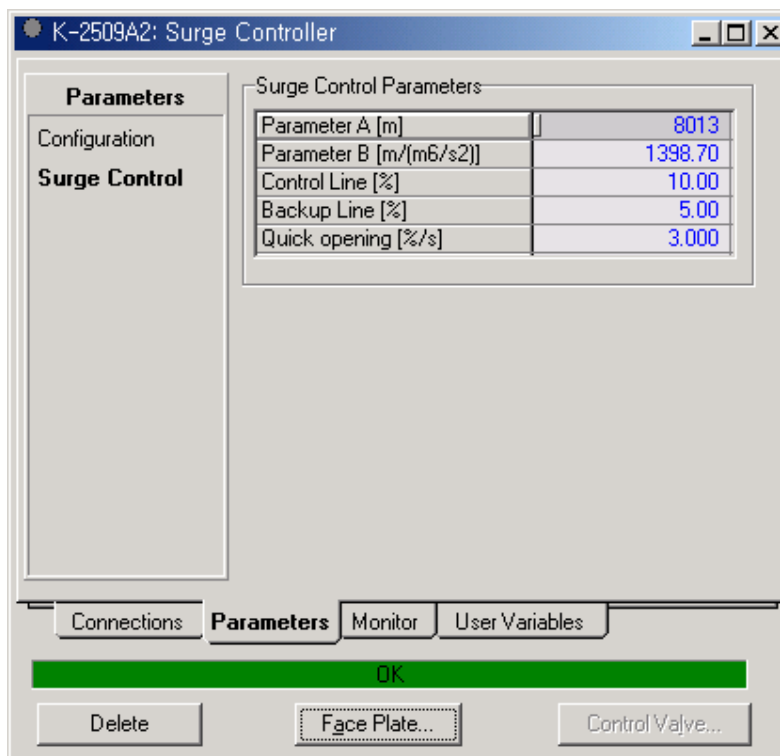 K-2509A2: Surge Controller
Parameters
Configuration
Surge Control
Surge Control Parameters
Parameter A [m] 8013
Parameter B [m/(m6/s2)] 1398.70
Control Line [%] 10.00
Backup Line [%] 5.00
Quick opening [%/s] 3.000
Connections Parameters Monitor User Variables
OK
Delete Face Plate... Control Valve...